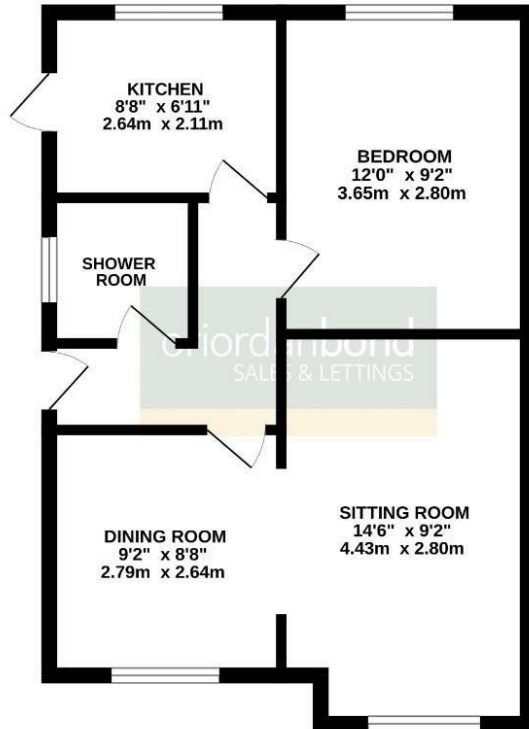 KITCHEN
8'8" x 6'11"
2.64m x 2.11m
BEDROOM
12'0" x 9'2"
3.65m x 2.80m
SHOWER
ROOM
oriordanbond
SALES & LETTINGS
DINING ROOM
9'2" x 8'8"
2.79m x 2.64m
SITTING ROOM
14'6" x 9'2"
4.43m x 2.80m